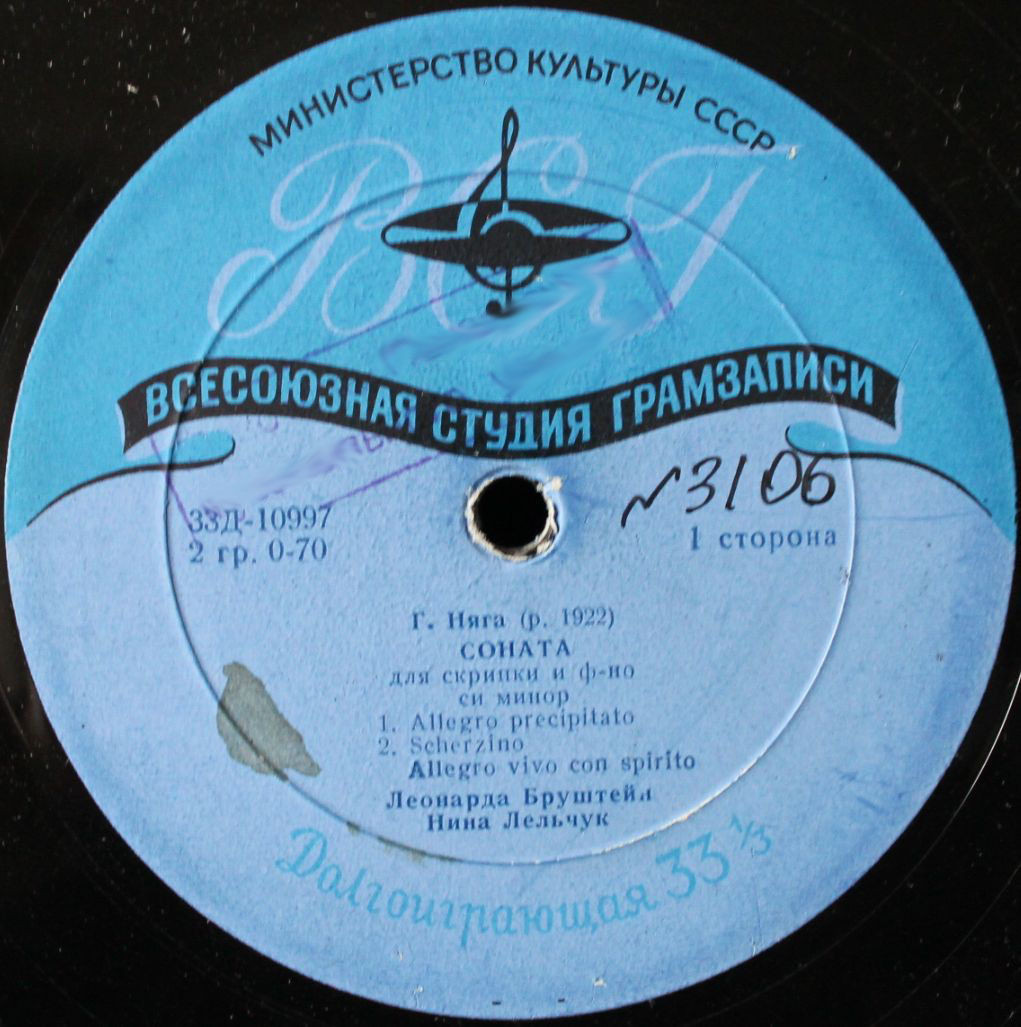 МИНИСТЕРСТВО КУЛЬТУРЫ СССР
ВСГ
ВСЕСОЮЗНАЯ СТУДИЯ ГРАМЗАПИСИ
33Д-10997
2 гр. 0-70
№3106
1 сторона
Г. Няга (р. 1922)
СОНАТА
для скрипки и ф-но
си минор
1. Allegro precipitato
2. Scherzino
Allegro vivo con spirito
Леонарда Бруштейн
Нина Лельчук
Долгоиграющая 33 1/3